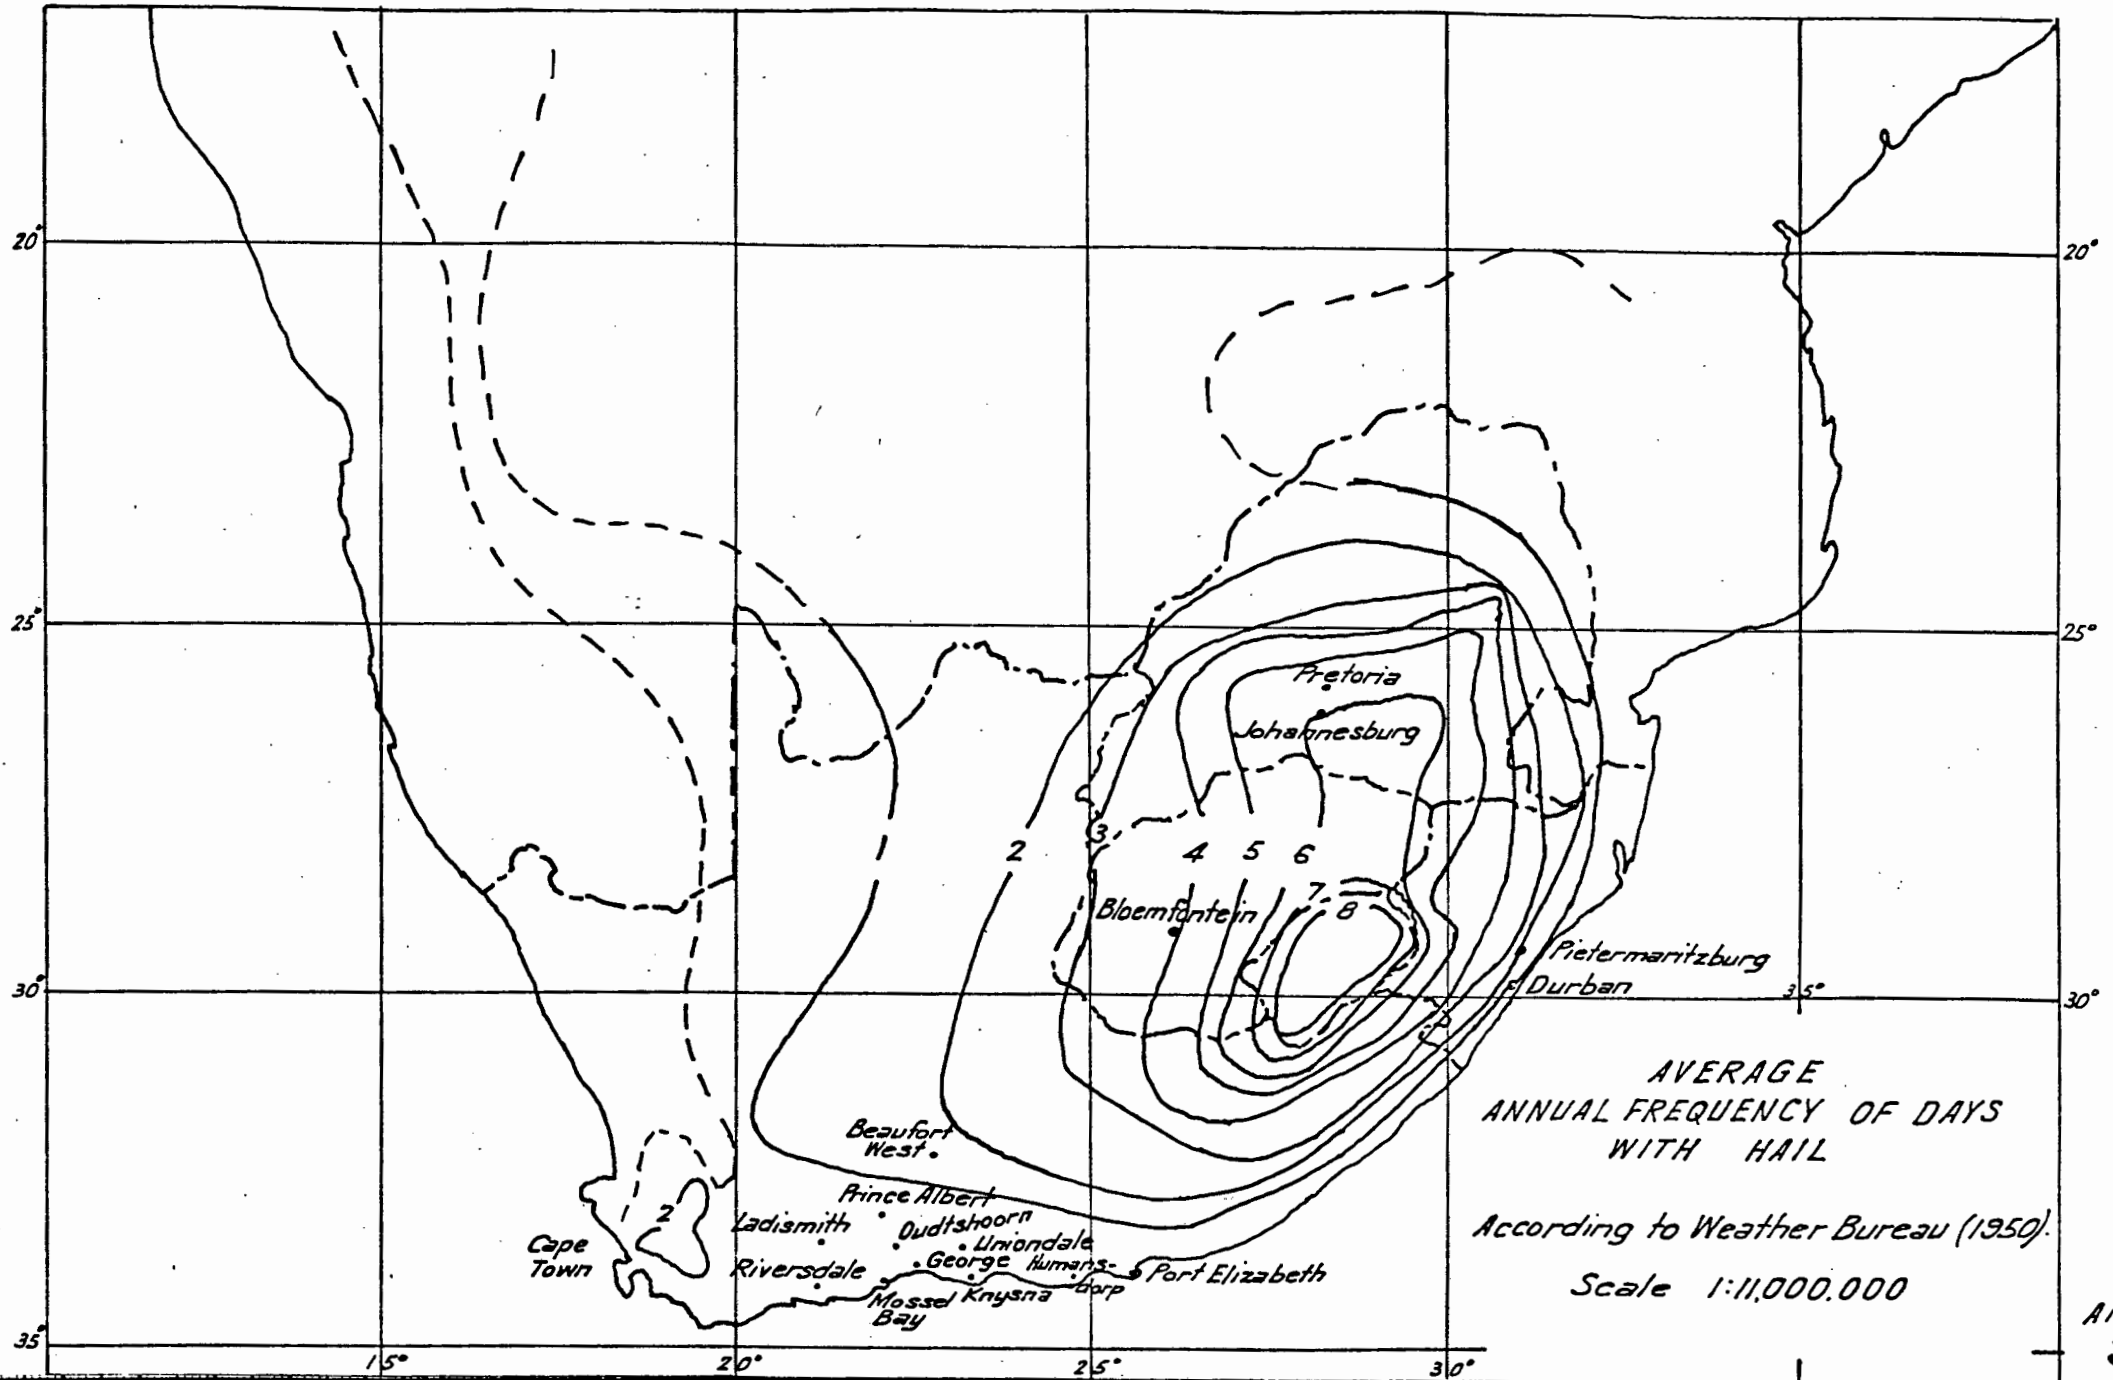 20°
20°
25°
25°
Pretoria
Johannesburg
2
3
4 5 6
7
8
Bloemfontein
Pietermaritzburg
Durban
30°
35°
30°
AVERAGE
ANNUAL FREQUENCY OF DAYS
WITH HAIL
According to Weather Bureau (1950).
Scale 1:11,000.000
Beaufort
West
Prince Albert
2
Ladismith
Oudtshoorn
Uniondale
Cape
Town
Riversdale
George
Humans-
dorp
Port Elizabeth
Mossel
Bay
Knysna
35°
15°
20°
25°
30°